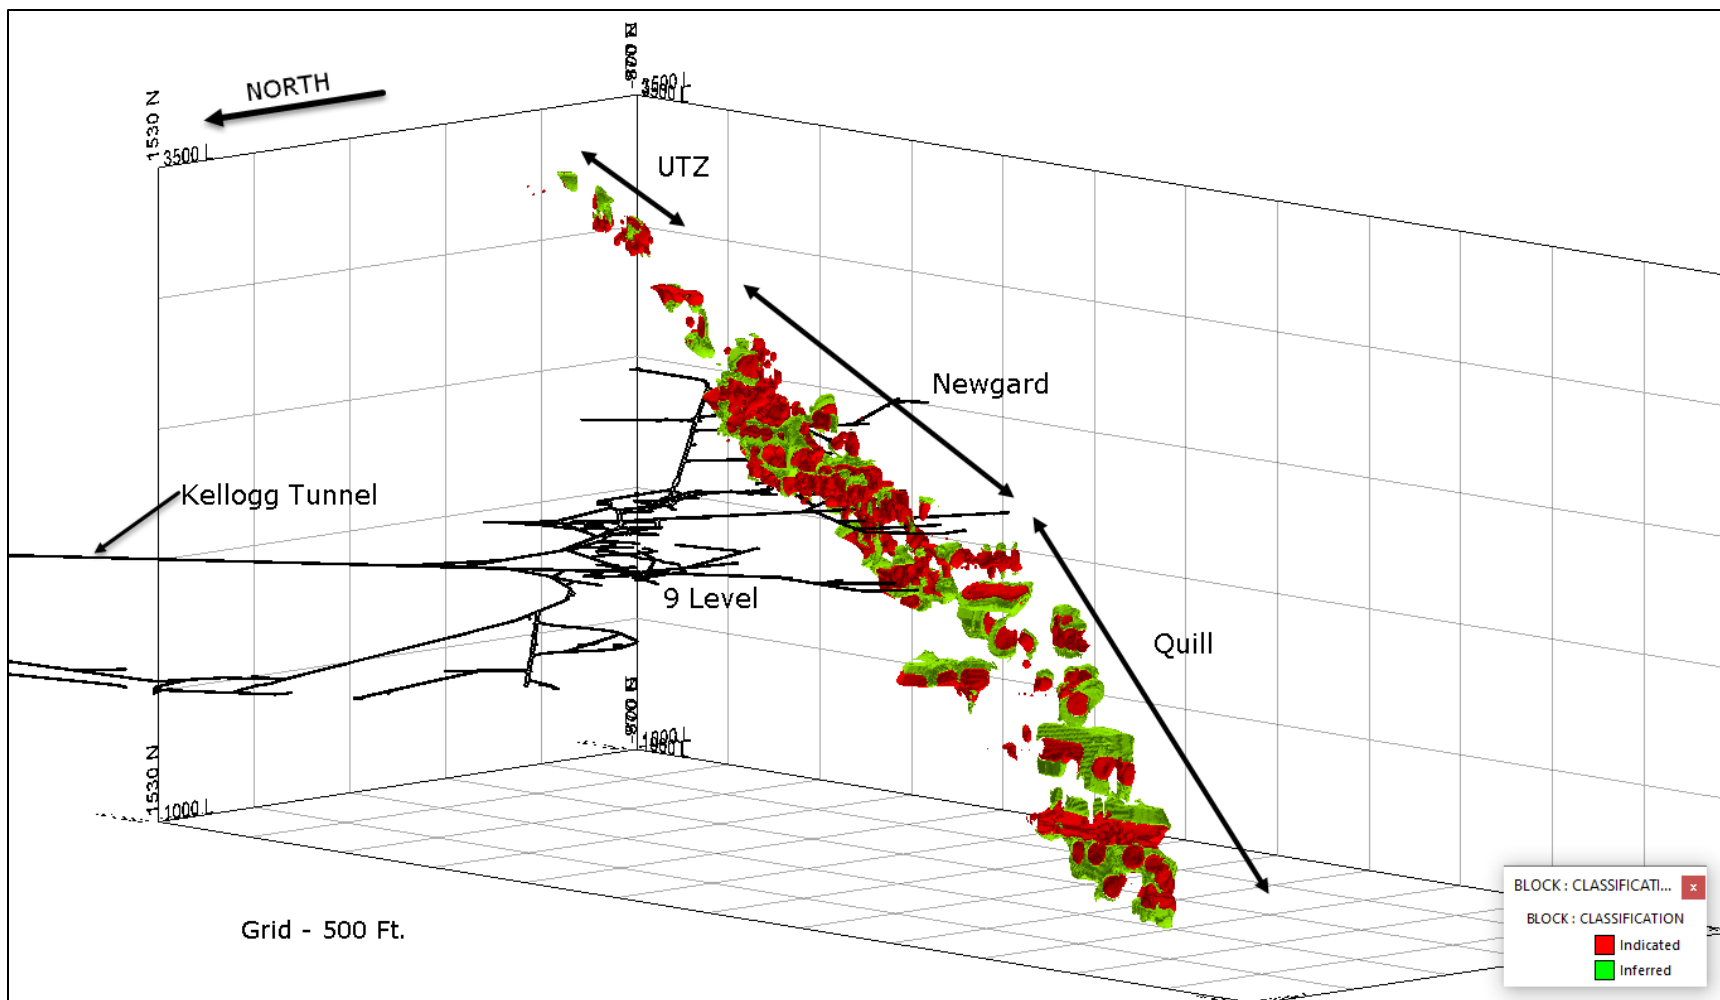 NORTH
1530 N
3500 L
3500 L
UTZ
Newgard
Kellogg Tunnel
9 Level
Quill
1530 N
1000 L
Grid - 500 Ft.
BLOCK : CLASSIFICATI...
x
BLOCK : CLASSIFICATION
Indicated
Inferred